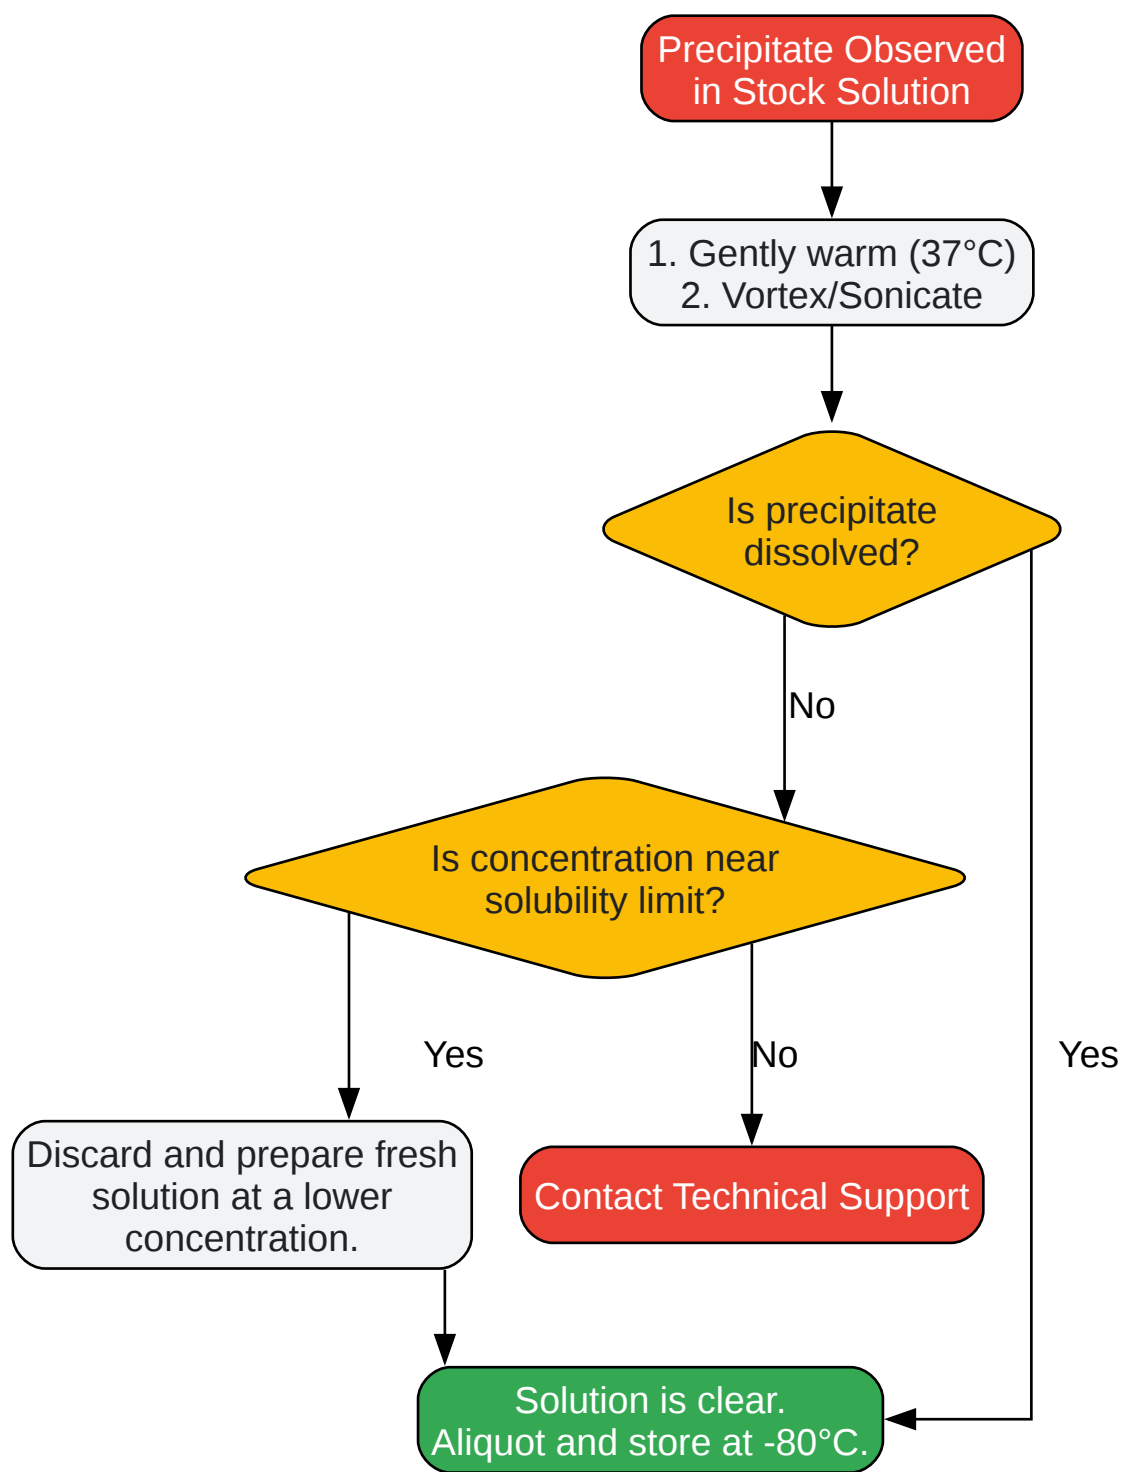 Precipitate Observed
in Stock Solution
1. Gently warm (37°C)
2. Vortex/Sonicate
Is precipitate
dissolved?
No
Is concentration near
solubility limit?
Yes
No
Yes
Discard and prepare fresh
solution at a lower
concentration.
Contact Technical Support
Solution is clear.
Aliquot and store at -80°C.